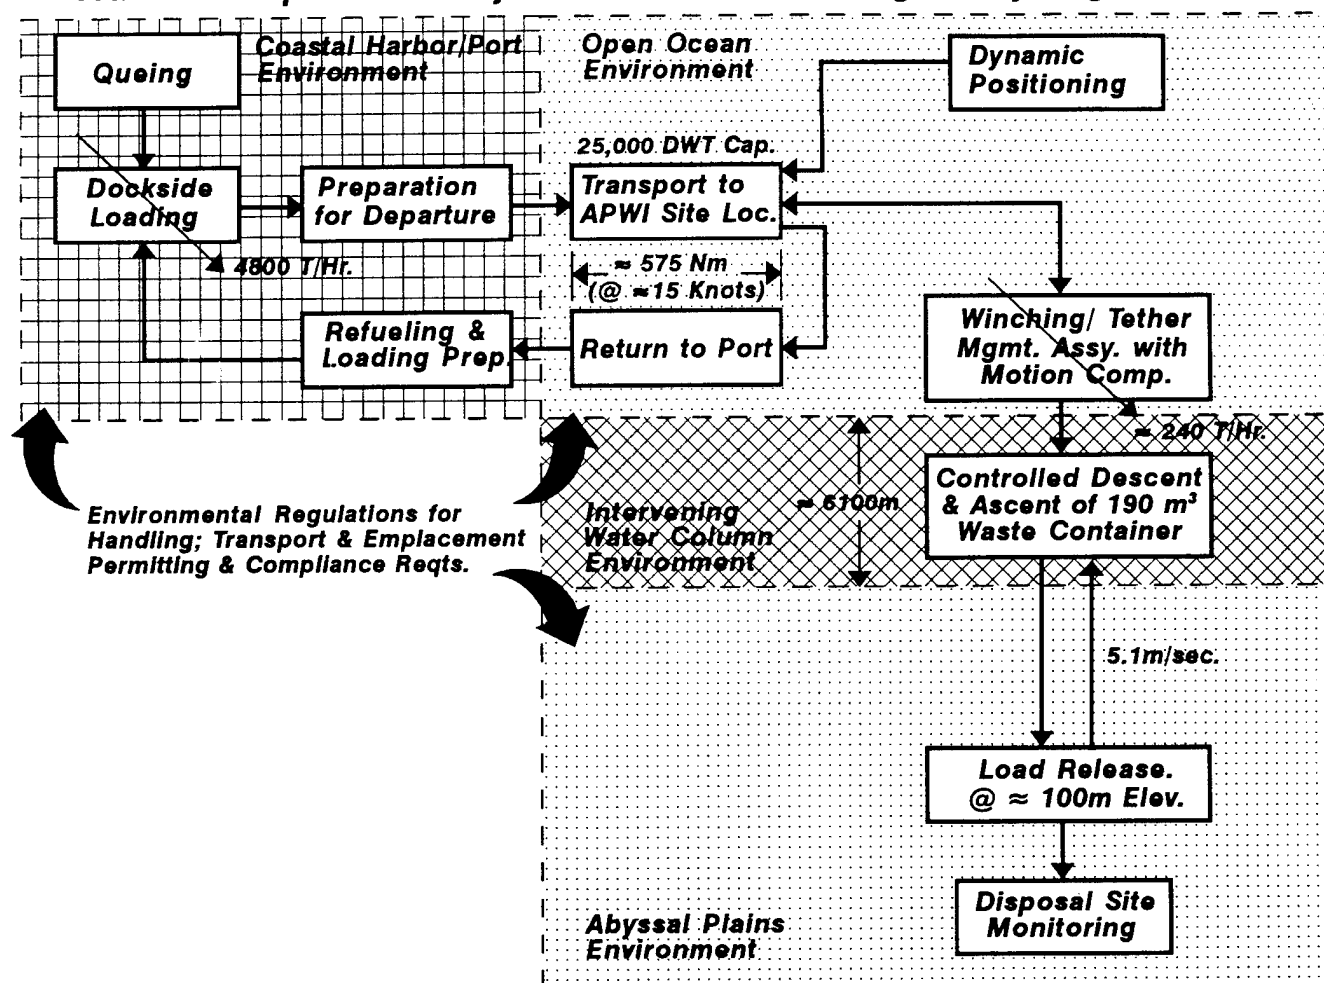 Queing
Coastal Harbor/Port
Environment
Open Ocean
Environment
Dynamic
Positioning
25,000 DWT Cap.
Dockside
Loading
Preparation
for Departure
Transport to
APWI Site Loc.
4800 T/Hr.
≈ 575 Nm
(@ ≈15 Knots)
Refueling &
Loading Prep.
Return to Port
Winching/ Tether
Mgmt. Assy. with
Motion Comp.
≈ 240 T/Hr.
Environmental Regulations for
Handling; Transport & Emplacement
Permitting & Compliance Reqts.
Intervening
Water Column
Environment
≈ 6100m
Controlled Descent
& Ascent of 190 m³
Waste Container
5.1m/sec.
Load Release.
@ ≈ 100m Elev.
Disposal Site
Monitoring
Abyssal Plains
Environment